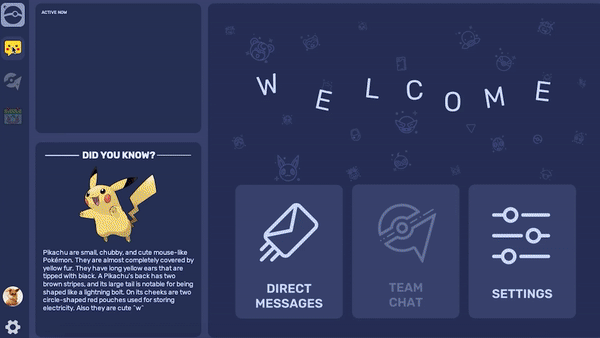 ACTIVE NOW
DID YOU KNOW?
Pikachu are small, chubby, and cute mouse-like
Pokémon. They are almost completely covered by
yellow fur. They have long yellow ears that are
tipped with black. A Pikachu's back has two
brown stripes, and its large tail is notable for being
shaped like a lightning bolt. On its cheeks are two
circle-shaped red pouches used for storing
electricity. Also they are cute ˜w˜
WELCOME
DIRECT
MESSAGES
TEAM
CHAT
SETTINGS